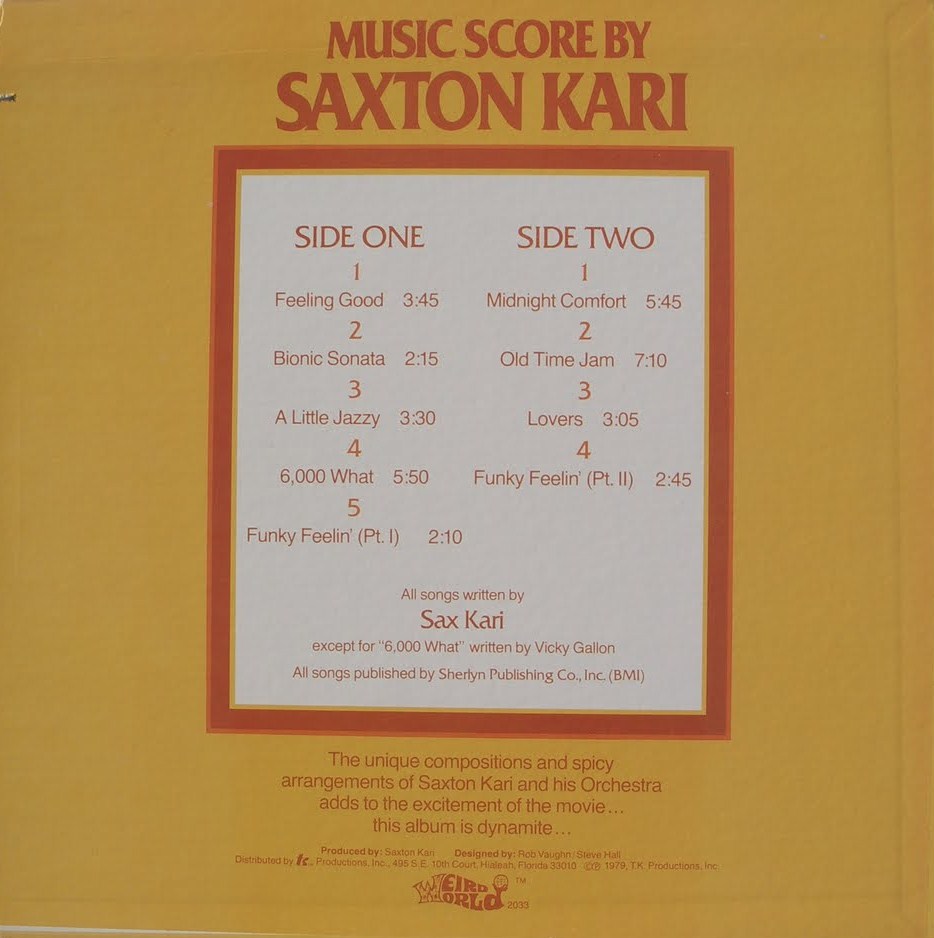 MUSIC SCORE BY
SAXTON KARI
SIDE ONE
1
Feeling Good 3:45
2
Bionic Sonata 2:15
3
A Little Jazzy 3:30
4
6,000 What 5:50
5
Funky Feelin' (Pt. I) 2:10
SIDE TWO
1
Midnight Comfort 5:45
2
Old Time Jam 7:10
3
Lovers 3:05
4
Funky Feelin' (Pt. II) 2:45
All songs written by
Sax Kari
except for "6,000 What" written by Vicky Gallon
All songs published by Sherlyn Publishing Co., Inc. (BMI)
The unique compositions and spicy
arrangements of Saxton Kari and his Orchestra
adds to the excitement of the movie...
this album is dynamite...
Produced by: Saxton Kari Designed by: Rob Vaughn/Steve Hall
Distributed by tk Productions, Inc., 495 S.E. 10th Court, Hialeah, Florida 33010 ©℗ 1979, T.K. Productions, Inc.
WEIRD WORLD ™ 2033